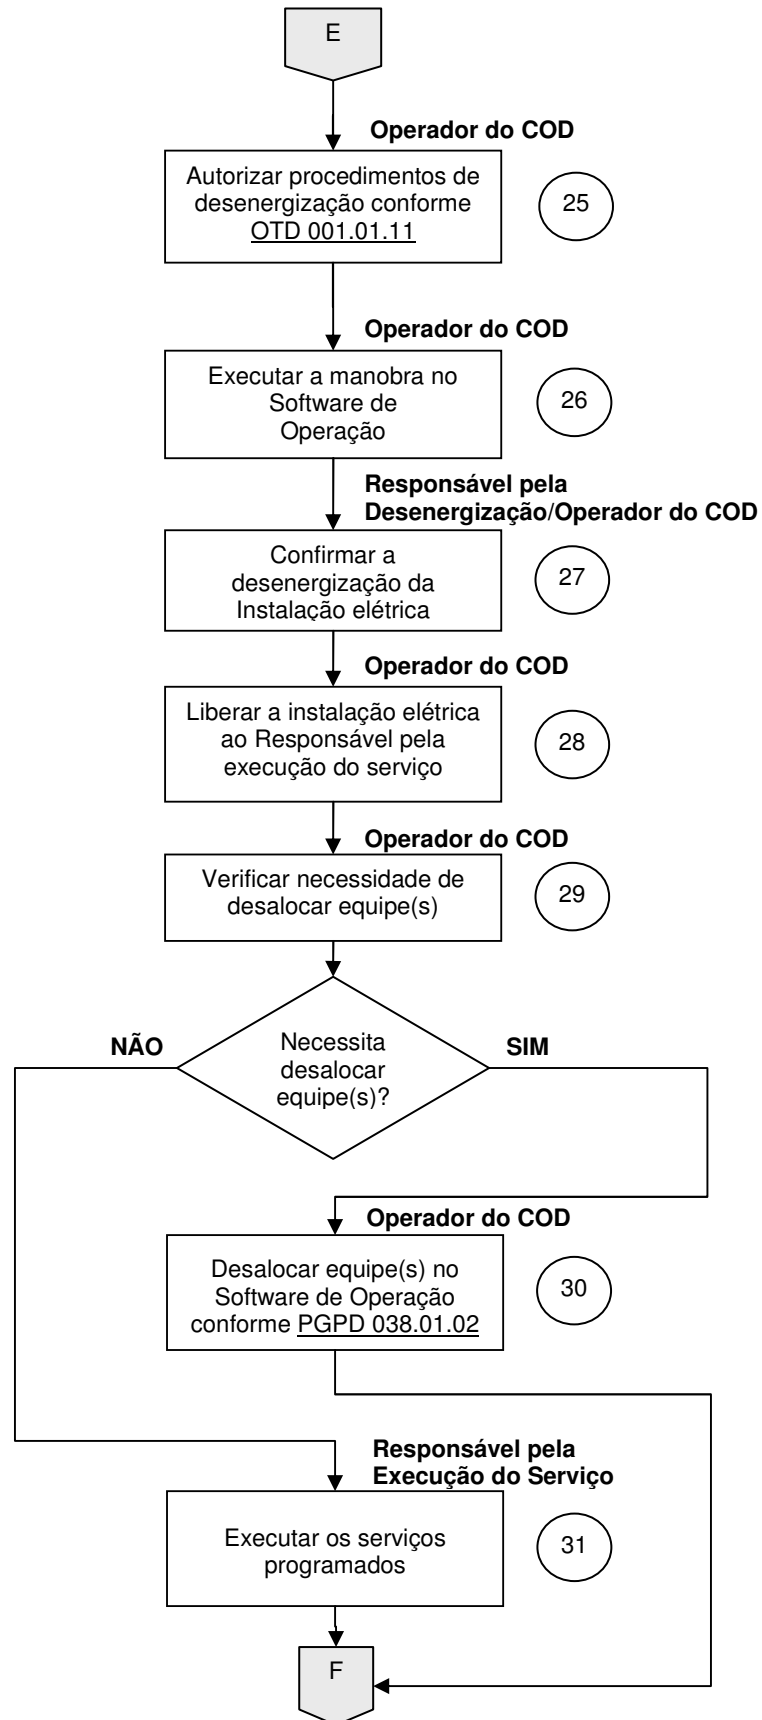 E
Operador do COD
Autorizar procedimentos de
desenergização conforme
OTD 001.01.11
25
Operador do COD
Executar a manobra no
Software de
Operação
26
Responsável pela
Desenergização/Operador do COD
Confirmar a
desenergização da
Instalação elétrica
27
Operador do COD
Liberar a instalação elétrica
ao Responsável pela
execução do serviço
28
Operador do COD
Verificar necessidade de
desalocar equipe(s)
29
NÃO
Necessita
desalocar
equipe(s)?
SIM
Operador do COD
Desalocar equipe(s) no
Software de Operação
conforme PGPD 038.01.02
30
Responsável pela
Execução do Serviço
Executar os serviços
programados
31
F